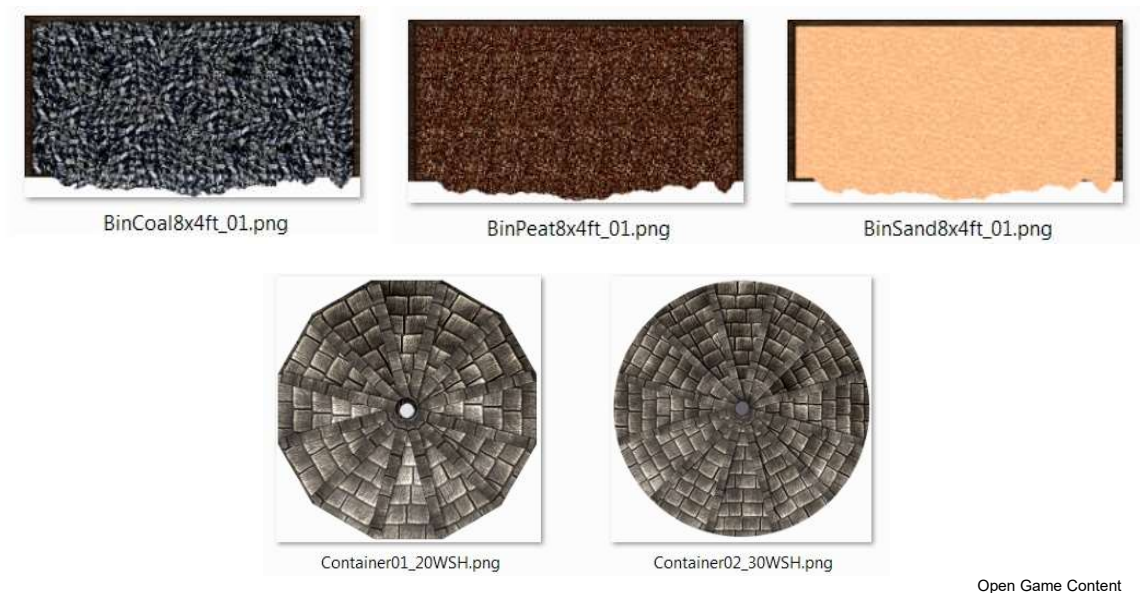 BinCoal8x4ft_01.png
BinPeat8x4ft_01.png
BinSand8x4ft_01.png
Container01_20WSH.png
Container02_30WSH.png
Open Game Content